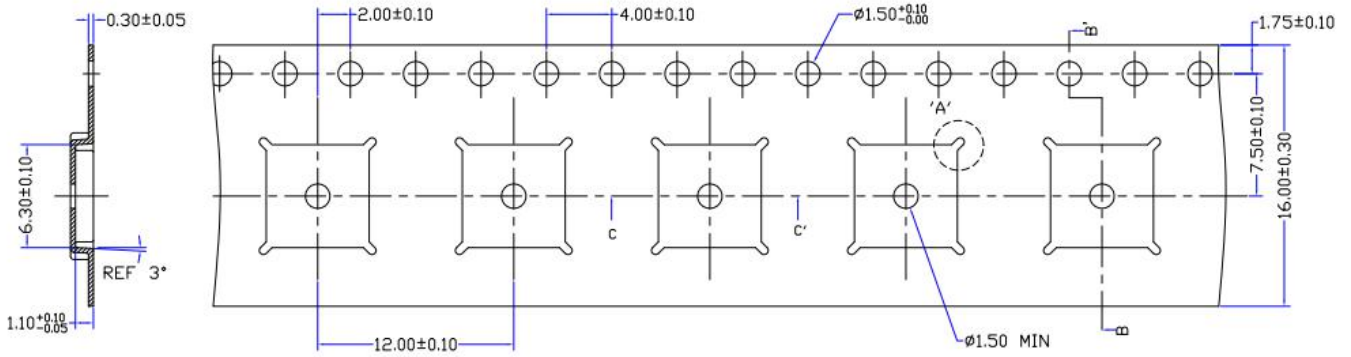 0.30±0.05
2.00±0.10
4.00±0.10
ø1.50+0.10
-0.00
B'
1.75±0.10
'A'
6.30±0.10
7.50±0.10
16.00±0.30
C
C'
REF 3°
1.10+0.10
-0.05
12.00±0.10
ø1.50 MIN
B